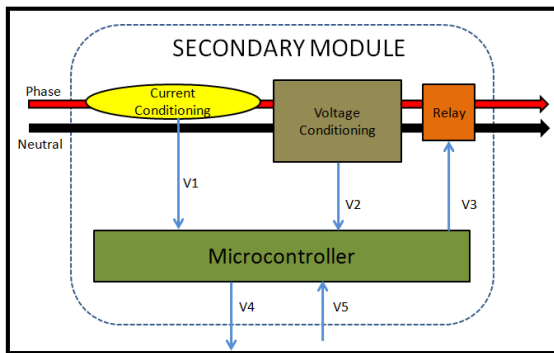 SECONDARY MODULE
Phase
Current
Conditioning
Voltage
Conditioning
Relay
Neutral
V1
V2
V3
Microcontroller
V4
V5